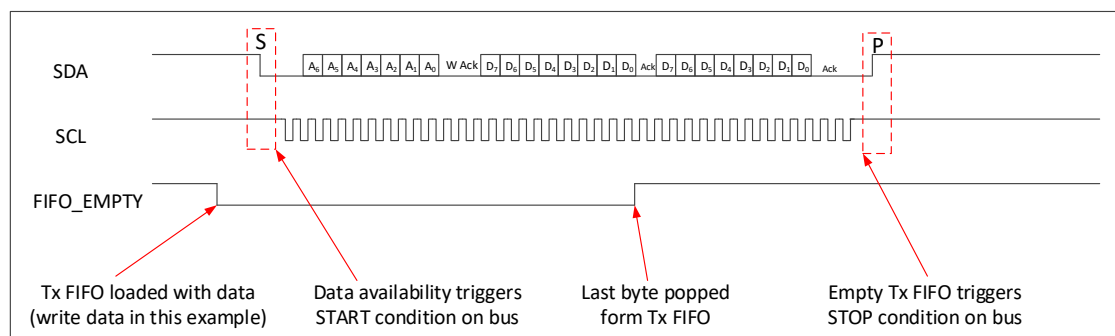 S P
SDA A6 A5 A4 A3 A2 A1 A0 W Ack D7 D6 D5 D4 D3 D2 D1 D0 Ack D7 D6 D5 D4 D3 D2 D1 D0 Ack
SCL
FIFO_EMPTY
Tx FIFO loaded with data
(write data in this example)
Data availability triggers
START condition on bus
Last byte popped
form Tx FIFO
Empty Tx FIFO triggers
STOP condition on bus